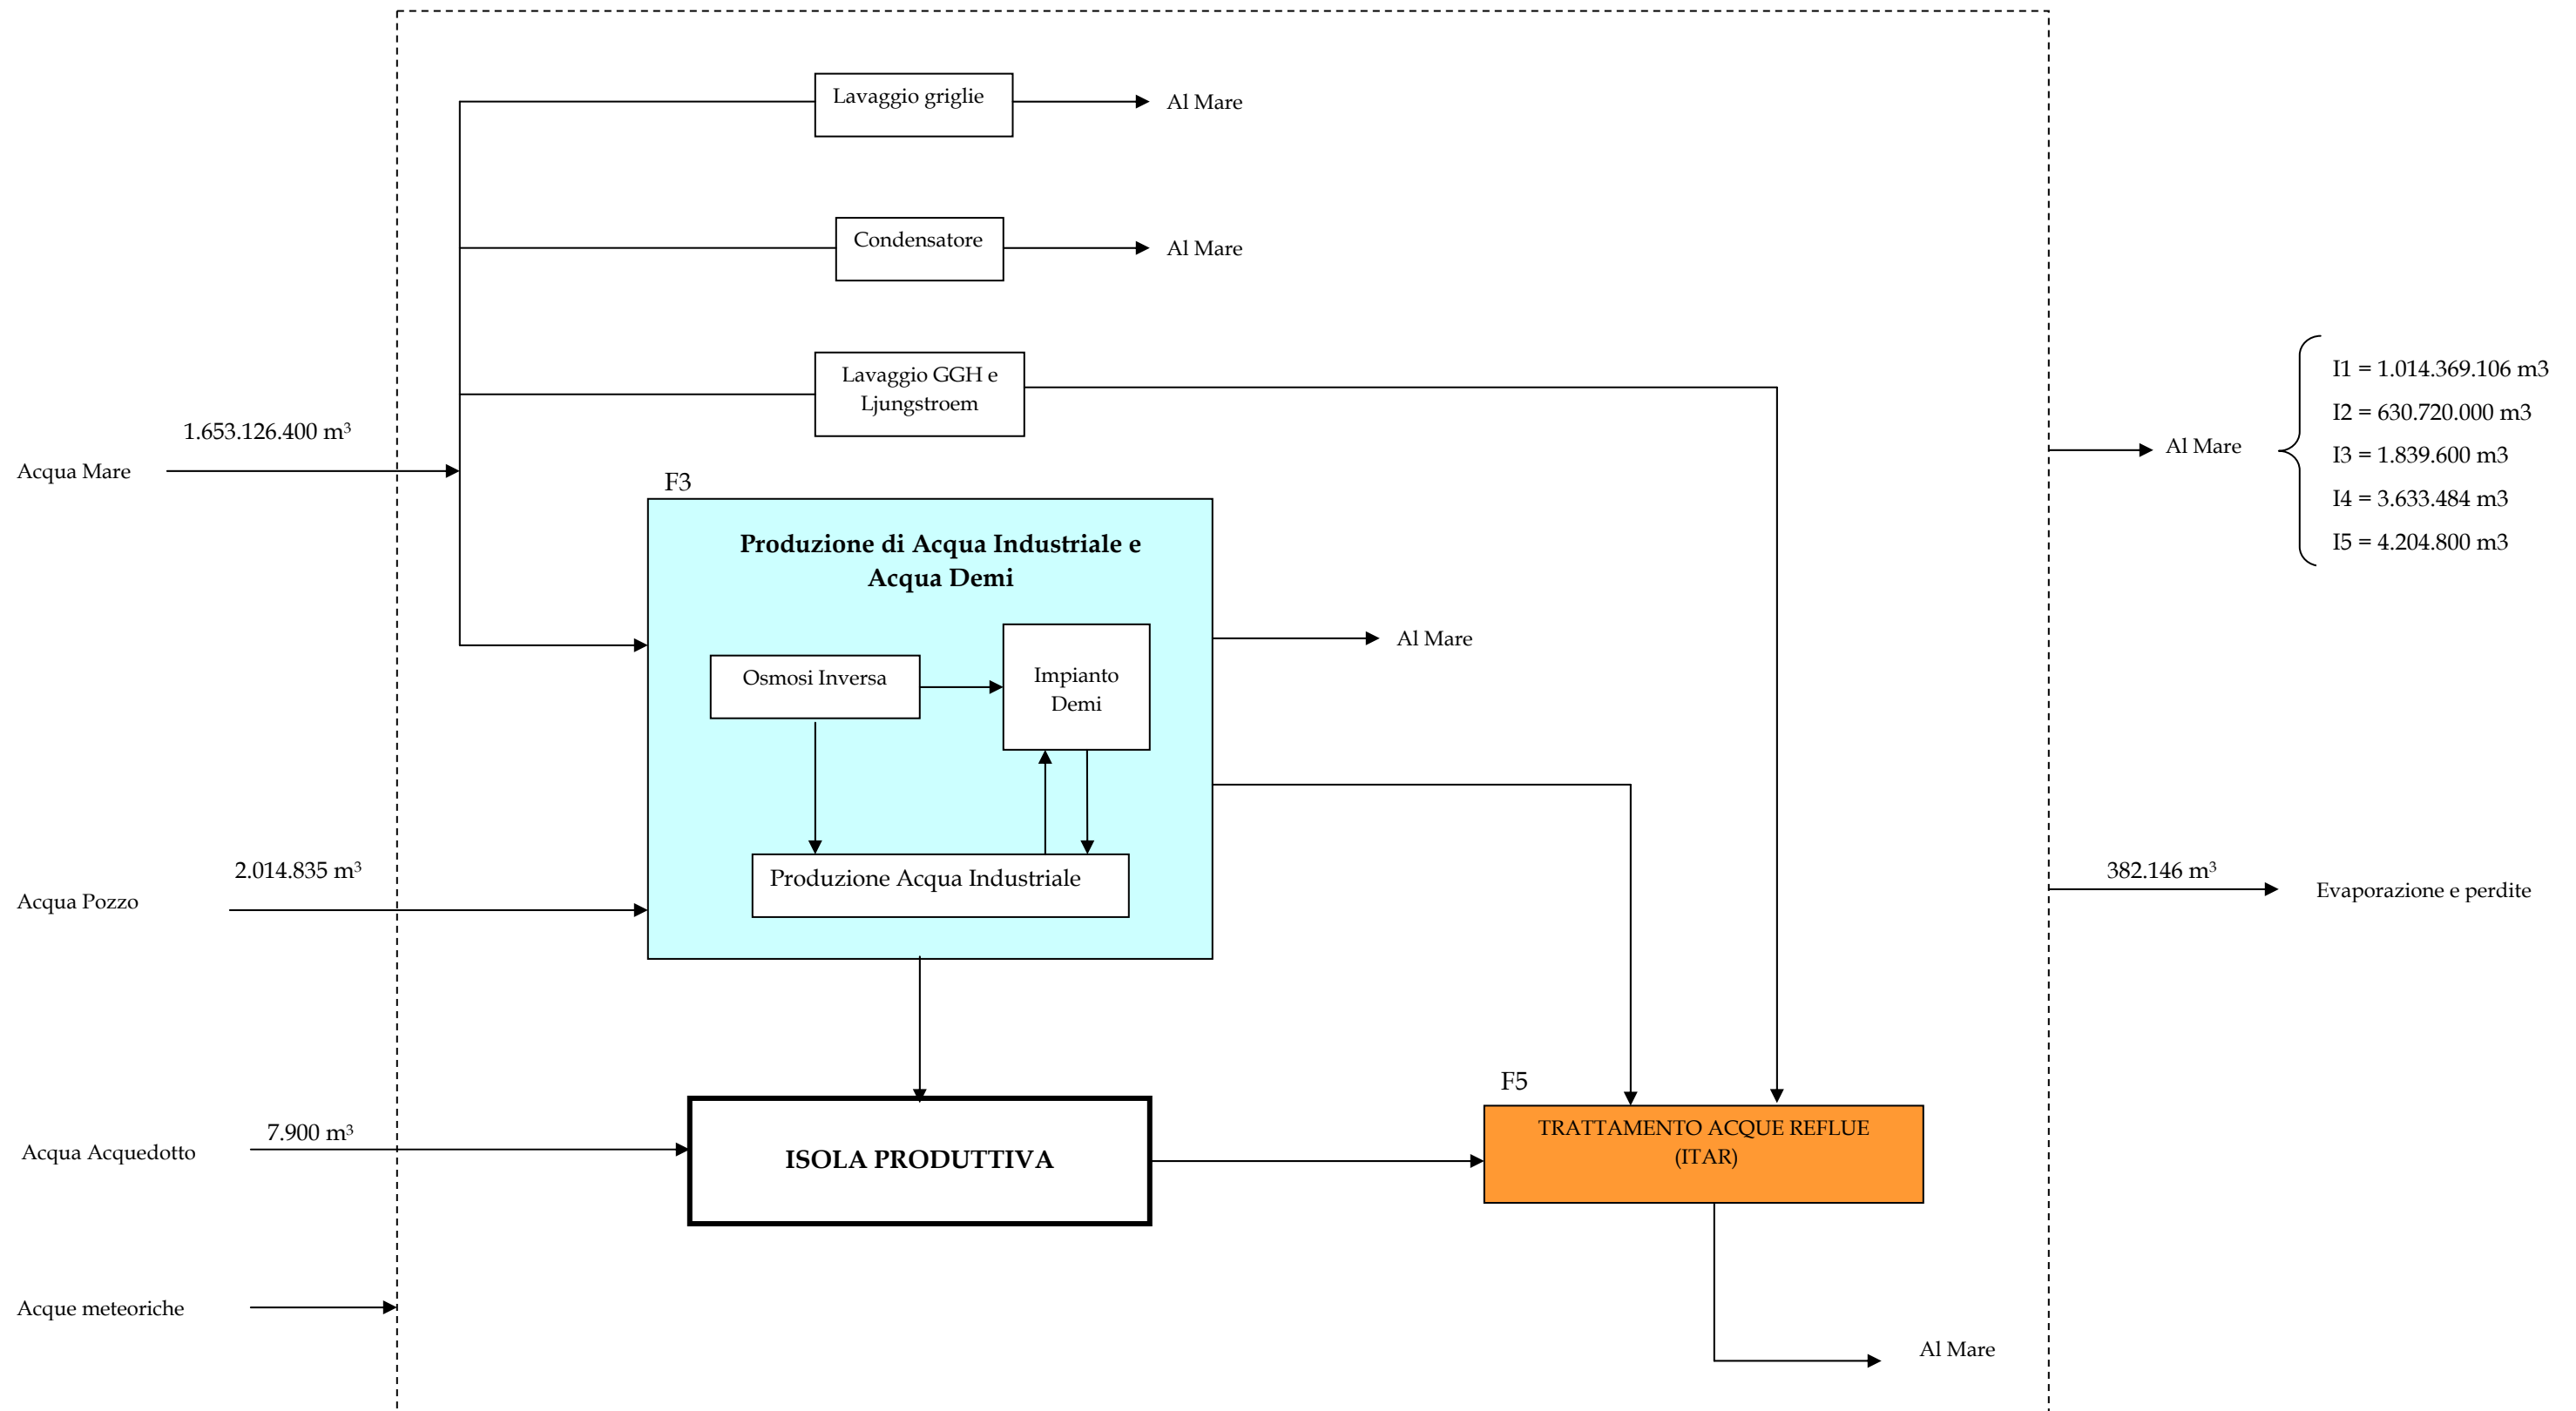 Lavaggio griglie
Al Mare
Condensatore
Al Mare
Lavaggio GGH e
Ljungstroem
1.653.126.400 m³
Acqua Mare
Al Mare
I1 = 1.014.369.106 m3
I2 = 630.720.000 m3
I3 = 1.839.600 m3
I4 = 3.633.484 m3
I5 = 4.204.800 m3
F3
Produzione di Acqua Industriale e
Acqua Demi
Osmosi Inversa
Impianto
Demi
Al Mare
Produzione Acqua Industriale
2.014.835 m³
Acqua Pozzo
382.146 m³
Evaporazione e perdite
7.900 m³
Acqua Acquedotto
ISOLA PRODUTTIVA
F5
TRATTAMENTO ACQUE REFLUE
(ITAR)
Acque meteoriche
Al Mare